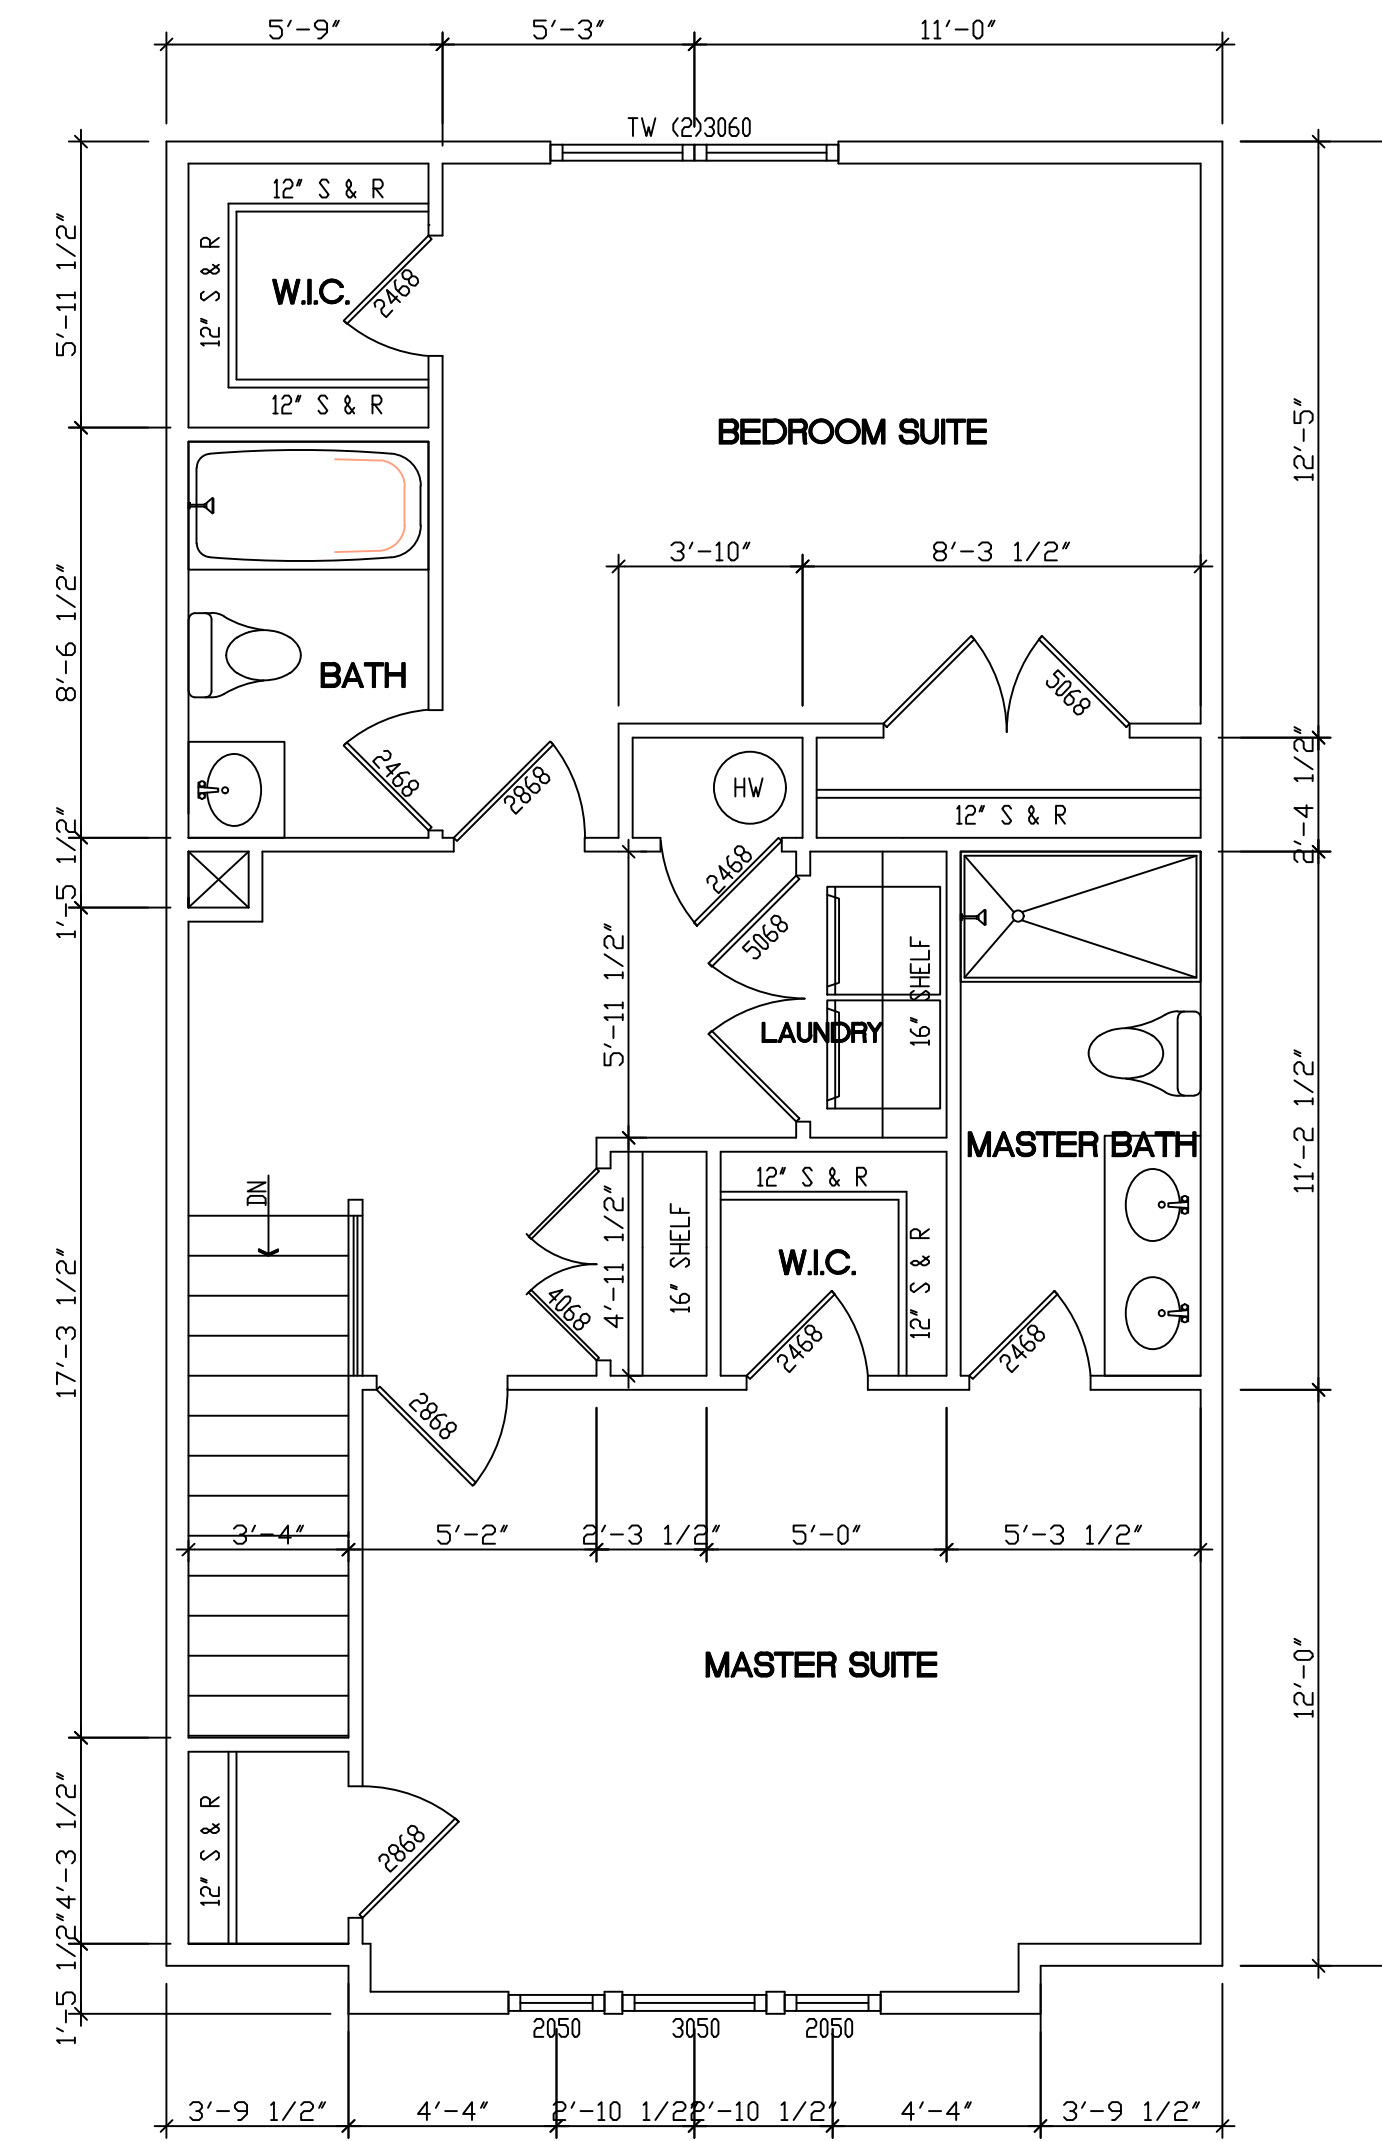 5'-9" 5'-3" 11'-0"
TW (2)3060
12" S & R
12" S & R
W.I.C.
2468
12" S & R
5'-11 1/2"
BEDROOM SUITE
12'-5"
3'-10" 8'-3 1/2"
8'-6 1/2"
BATH
5068
2468
2868
HW
12" S & R
2'-4 1/2"
1'-5 1/2"
2468
5068
5'-11 1/2"
16" SHELF
LAUNDRY
MASTER BATH
11'-2 1/2"
DN
12" S & R
4'-11 1/2"
16" SHELF
W.I.C.
12" S & R
4068
2468
2468
17'-3 1/2"
2868
3'-4" 5'-2" 2'-3 1/2" 5'-0" 5'-3 1/2"
MASTER SUITE
12'-0"
12" S & R
2868
4'-3 1/2"
1'-5 1/2"
2050 3050 2050
3'-9 1/2" 4'-4" 2'-10 1/2" 2'-10 1/2" 4'-4" 3'-9 1/2"